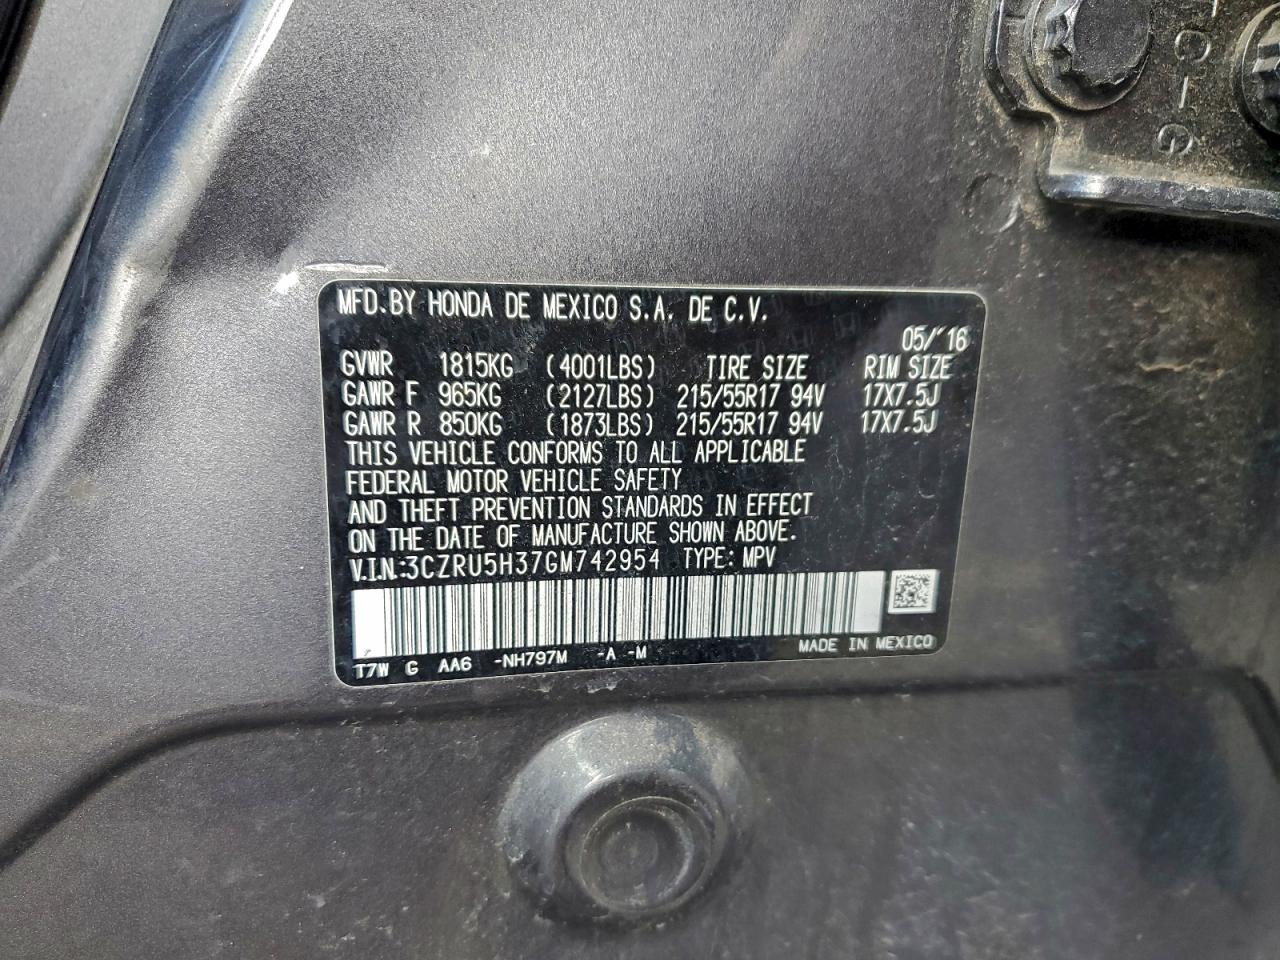 MFD.BY HONDA DE MEXICO S.A. DE C.V.
05/'16
GVWR 1815KG (4001LBS) TIRE SIZE RIM SIZE
GAWR F 965KG (2127LBS) 215/55R17 94V 17X7.5J
GAWR R 850KG (1873LBS) 215/55R17 94V 17X7.5J
THIS VEHICLE CONFORMS TO ALL APPLICABLE
FEDERAL MOTOR VEHICLE SAFETY
AND THEFT PREVENTION STANDARDS IN EFFECT
ON THE DATE OF MANUFACTURE SHOWN ABOVE.
V.I.N:3CZRU5H37GM742954 TYPE: MPV
T7W G AA6 -NH797M -A -M MADE IN MEXICO